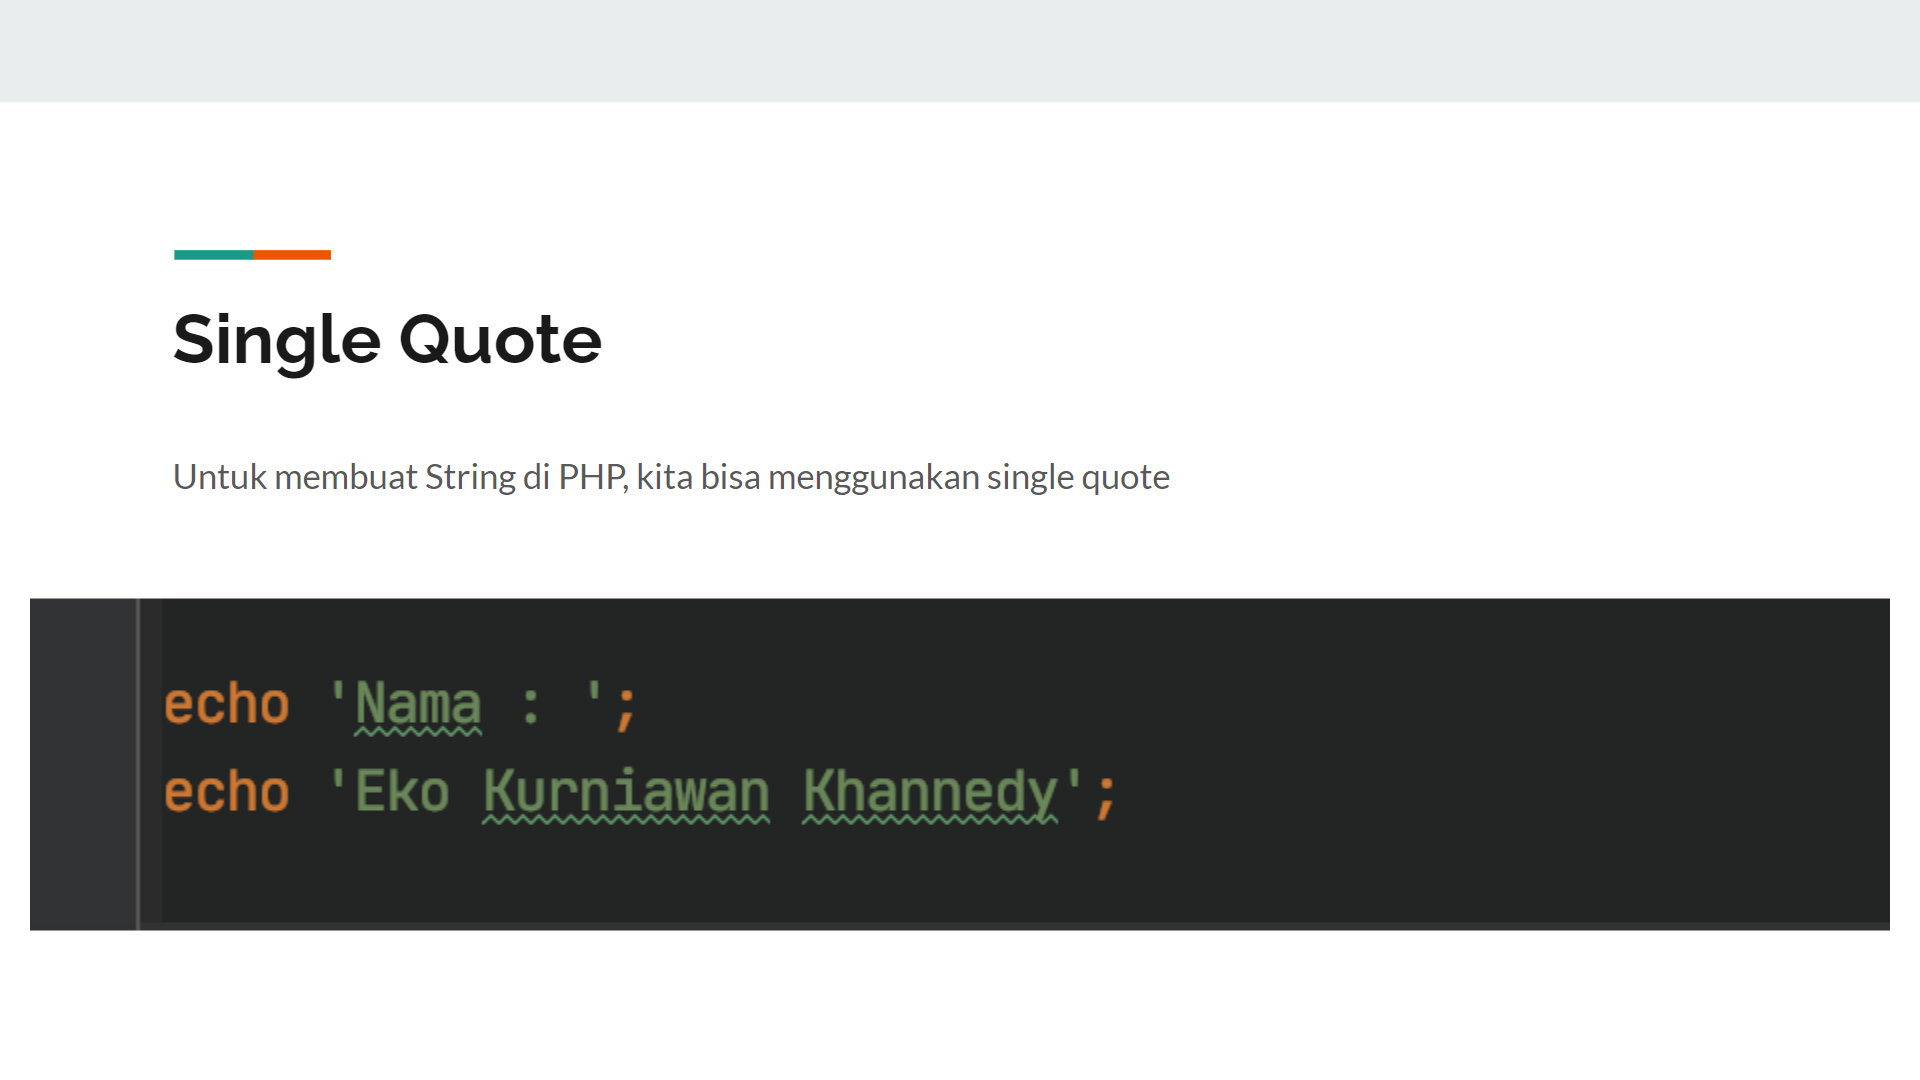 Single Quote
Untuk membuat String di PHP, kita bisa menggunakan single quote
echo 'Nama : ';
echo 'Eko Kurniawan Khannedy';